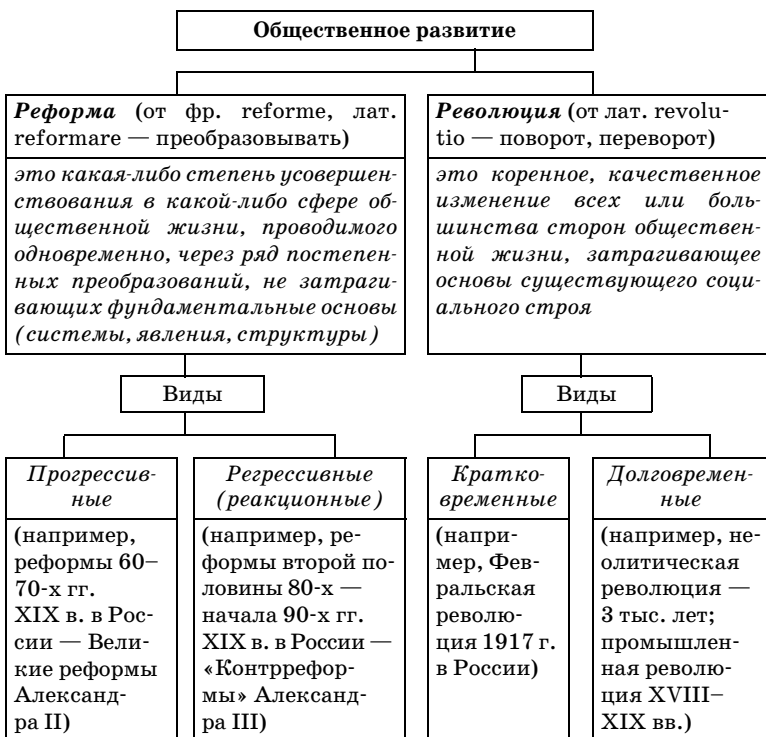 Общественное развитие
Реформа (от фр. reforme, лат.
reformare — преобразовывать)
это какая-либо степень усовершен-
ствования в какой-либо сфере об-
щественной жизни, проводимого
одновременно, через ряд постепен-
ных преобразований, не затраги-
вающих фундаментальные основы
(системы, явления, структуры)
Революция (от лат. revolu-
tio — поворот, переворот)
это коренное, качественное
изменение всех или боль-
шинства сторон обществен-
ной жизни, затрагивающее
основы существующего соци-
ального строя
Виды
Виды
Прогрессив-
ные
(например,
реформы 60–
70-х гг.
XIX в. в Рос-
сии — Вели-
кие реформы
Александ-
ра II)
Регрессивные
(реакционные)
(например, ре-
формы второй по-
ловины 80-х —
начала 90-х гг.
XIX в. в России —
«Контррефор-
мы» Александ-
ра III)
Кратко-
временные
(напри-
мер, Фев-
ральская
револю-
ция 1917 г.
в России)
Долговремен-
ные
(например, не-
олитическая
революция —
3 тыс. лет;
промышлен-
ная револю-
ция XVIII–
XIX вв.)